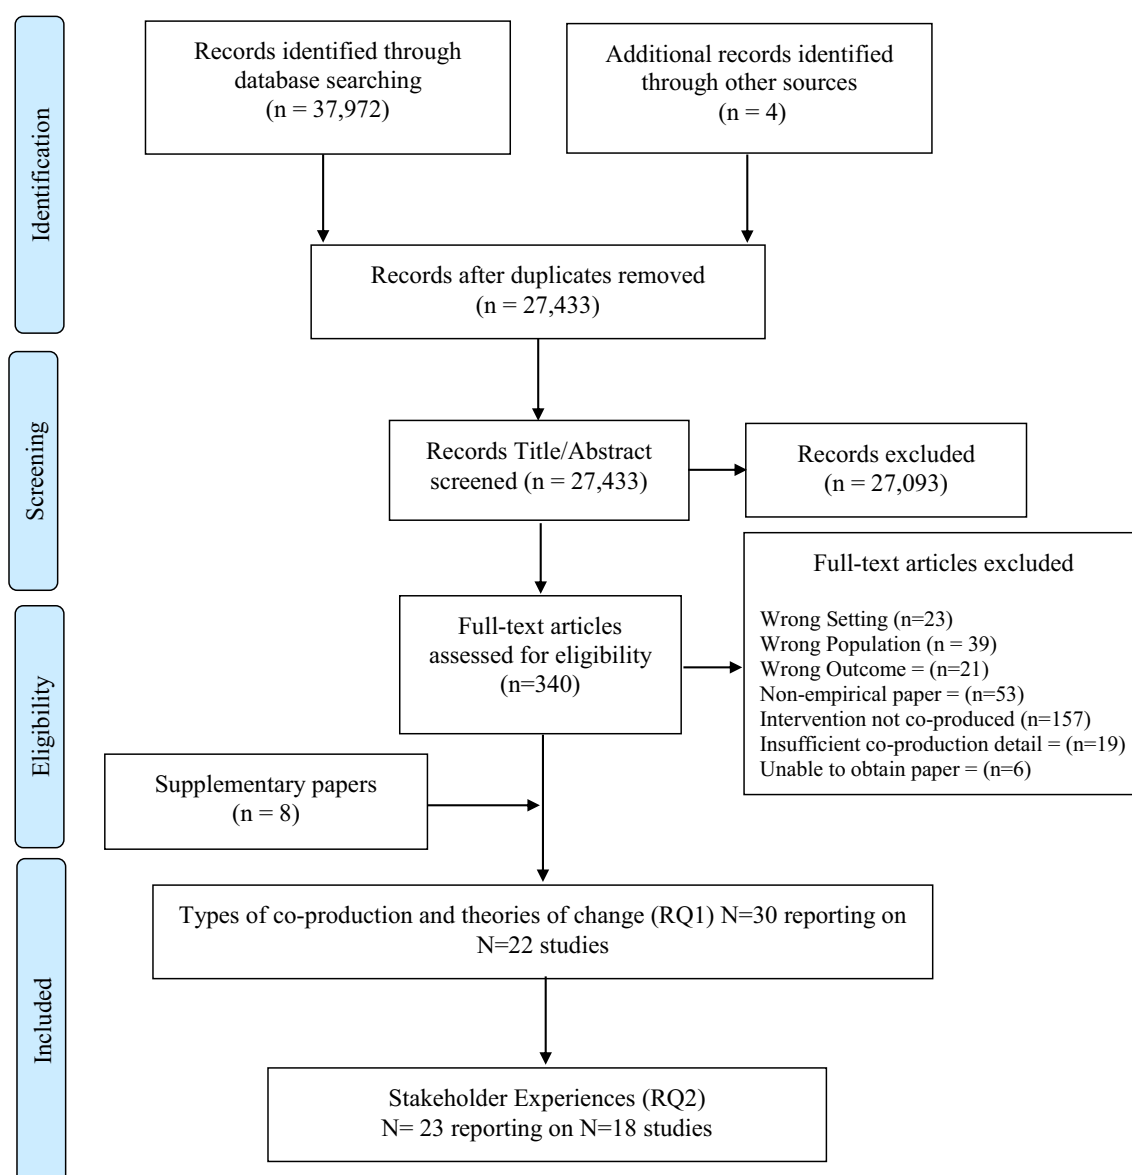 Identification
Records identified through
database searching
(n = 37,972)
Additional records identified
through other sources
(n = 4)
Records after duplicates removed
(n = 27,433)
Screening
Records Title/Abstract
screened (n = 27,433)
Records excluded
(n = 27,093)
Eligibility
Full-text articles
assessed for eligibility
(n=340)
Full-text articles excluded
Wrong Setting (n=23)
Wrong Population (n = 39)
Wrong Outcome = (n=21)
Non-empirical paper = (n=53)
Intervention not co-produced (n=157)
Insufficient co-production detail = (n=19)
Unable to obtain paper = (n=6)
Supplementary papers
(n = 8)
Included
Types of co-production and theories of change (RQ1) N=30 reporting on
N=22 studies
Stakeholder Experiences (RQ2)
N= 23 reporting on N=18 studies